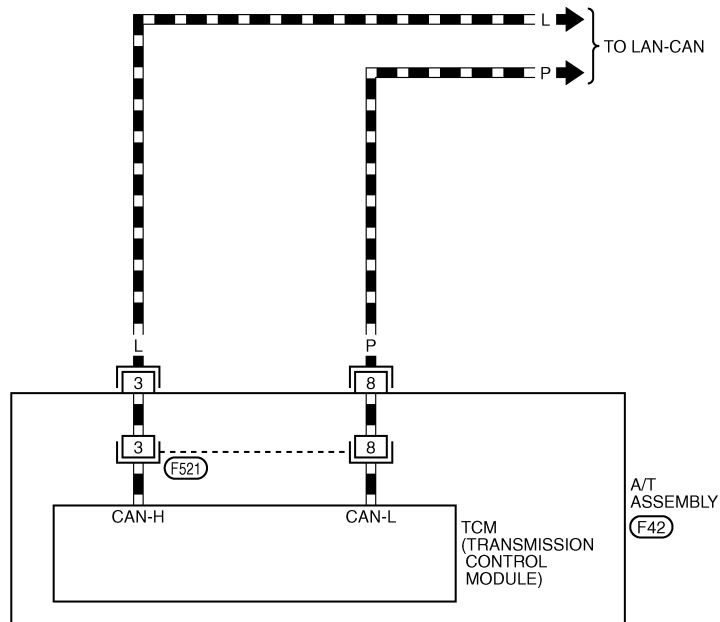 L
P
TO LAN-CAN
L
P
3
8
3
8
F521
CAN-H
CAN-L
TCM
(TRANSMISSION
CONTROL
MODULE)
A/T
ASSEMBLY
F42